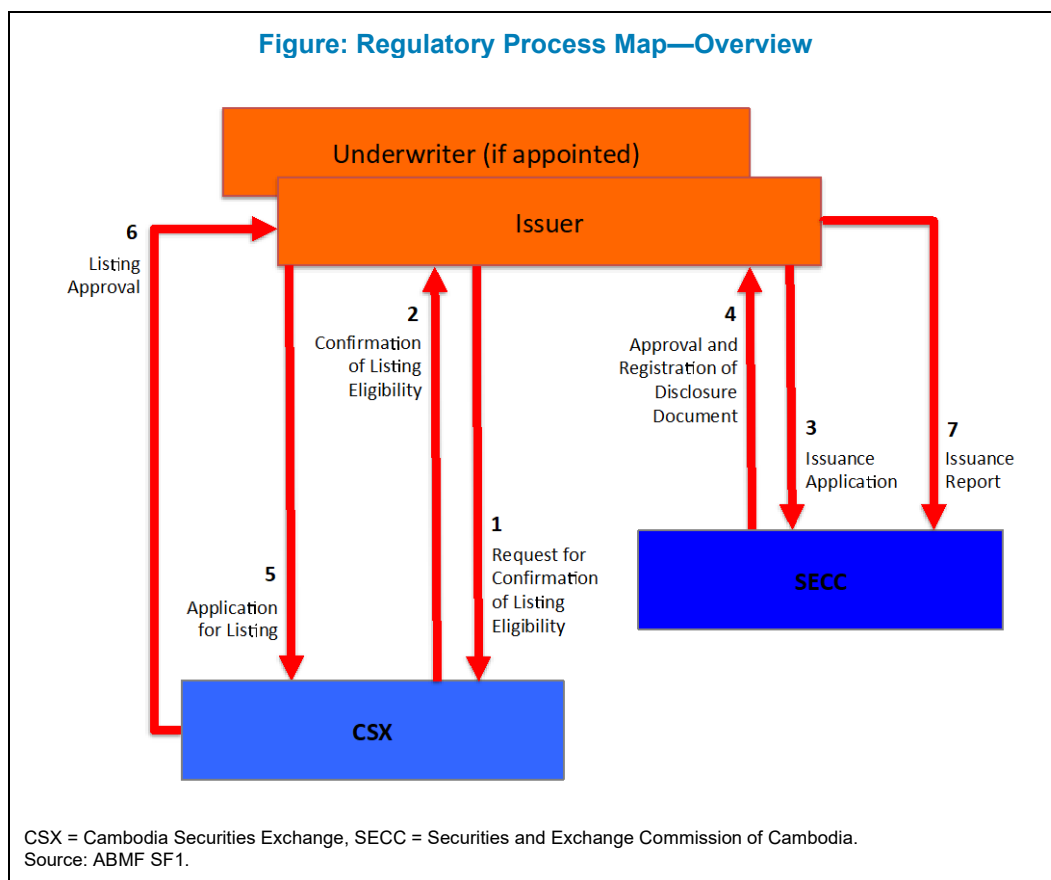 Figure: Regulatory Process Map—Overview
Underwriter (if appointed)
Issuer
6
Listing
Approval
2
Confirmation
of Listing
Eligibility
4
Approval and
Registration of
Disclosure
Document
3
Issuance
Application
7
Issuance
Report
1
Request for
Confirmation
of Listing
Eligibility
5
Application
for Listing
SECC
CSX
CSX = Cambodia Securities Exchange, SECC = Securities and Exchange Commission of Cambodia.
Source: ABMF SF1.